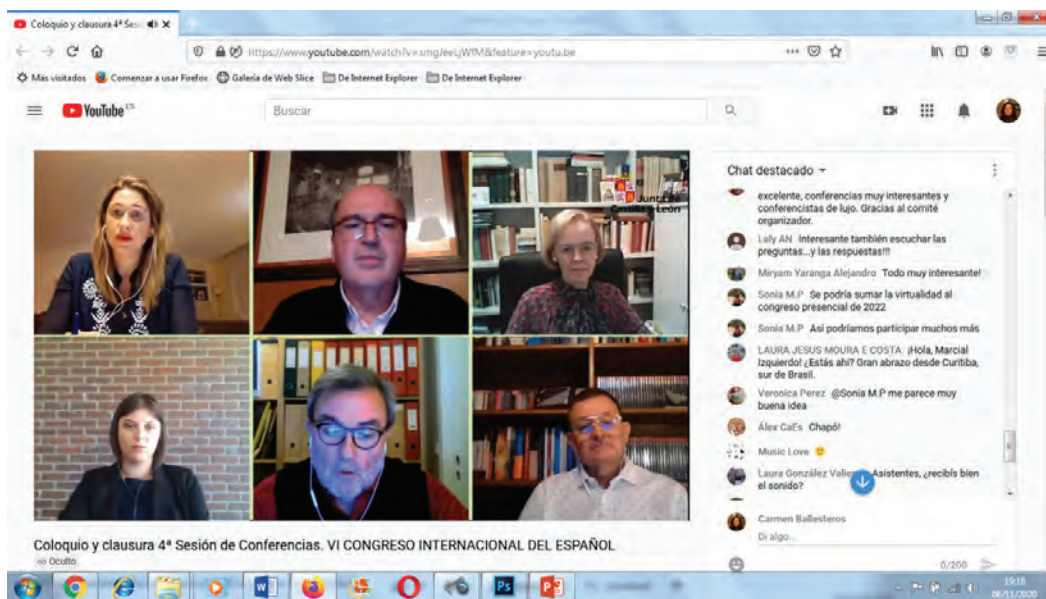 Coloquio y clausura 4ª Ses
https://www.youtube.com/watch?v=xmgJeeLjWfM&feature=youtu.be
Más visitados Comenzar a usar Firefox Galería de Web Slice De Internet Explorer De Internet Explorer
YouTube ES
Buscar
Junta de
Castilla y León
Coloquio y clausura 4ª Sesión de Conferencias. VI CONGRESO INTERNACIONAL DEL ESPAÑOL
Oculto
Chat destacado
excelente, conferencias muy interesantes y
conferencistas de lujo. Gracias al comité
organizador.
Laly AN Interesante también escuchar las
preguntas...y las respuestas!!!
Miryam Yaranga Alejandro Todo muy interesante!
Sonia M.P Se podría sumar la virtualidad al
congreso presencial de 2022
Sonia M.P Asi podríamos participar muchos más
LAURA JESUS MOURA E COSTA ¡Hola, Marcial
Izquierdo! ¿Estás ahí? Gran abrazo desde Curitiba,
sur de Brasil.
Veronica Perez @Sonia M.P me parece muy
buena idea
Álex CaEs Chapó!
Music Love
Laura González Asistentes, ¿recibís bien
el sonido?
Carmen Ballesteros
Di algo...
0/200
W
Ps
P
19:18
06/11/2020